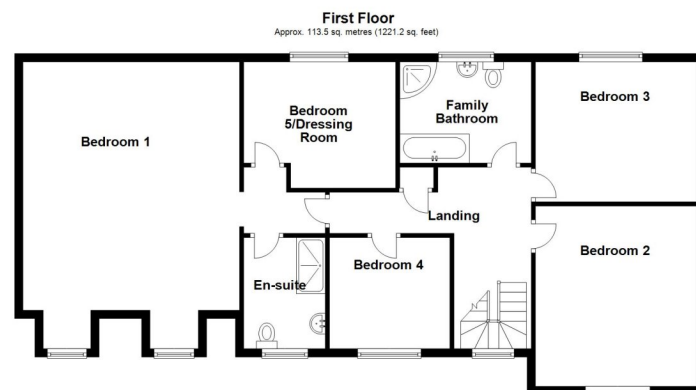 First Floor
Approx. 113.5 sq. metres (1221.2 sq. feet)
Bedroom 1
Bedroom
5/Dressing
Room
Family
Bathroom
Bedroom 3
Landing
Bedroom 2
En-suite
Bedroom 4